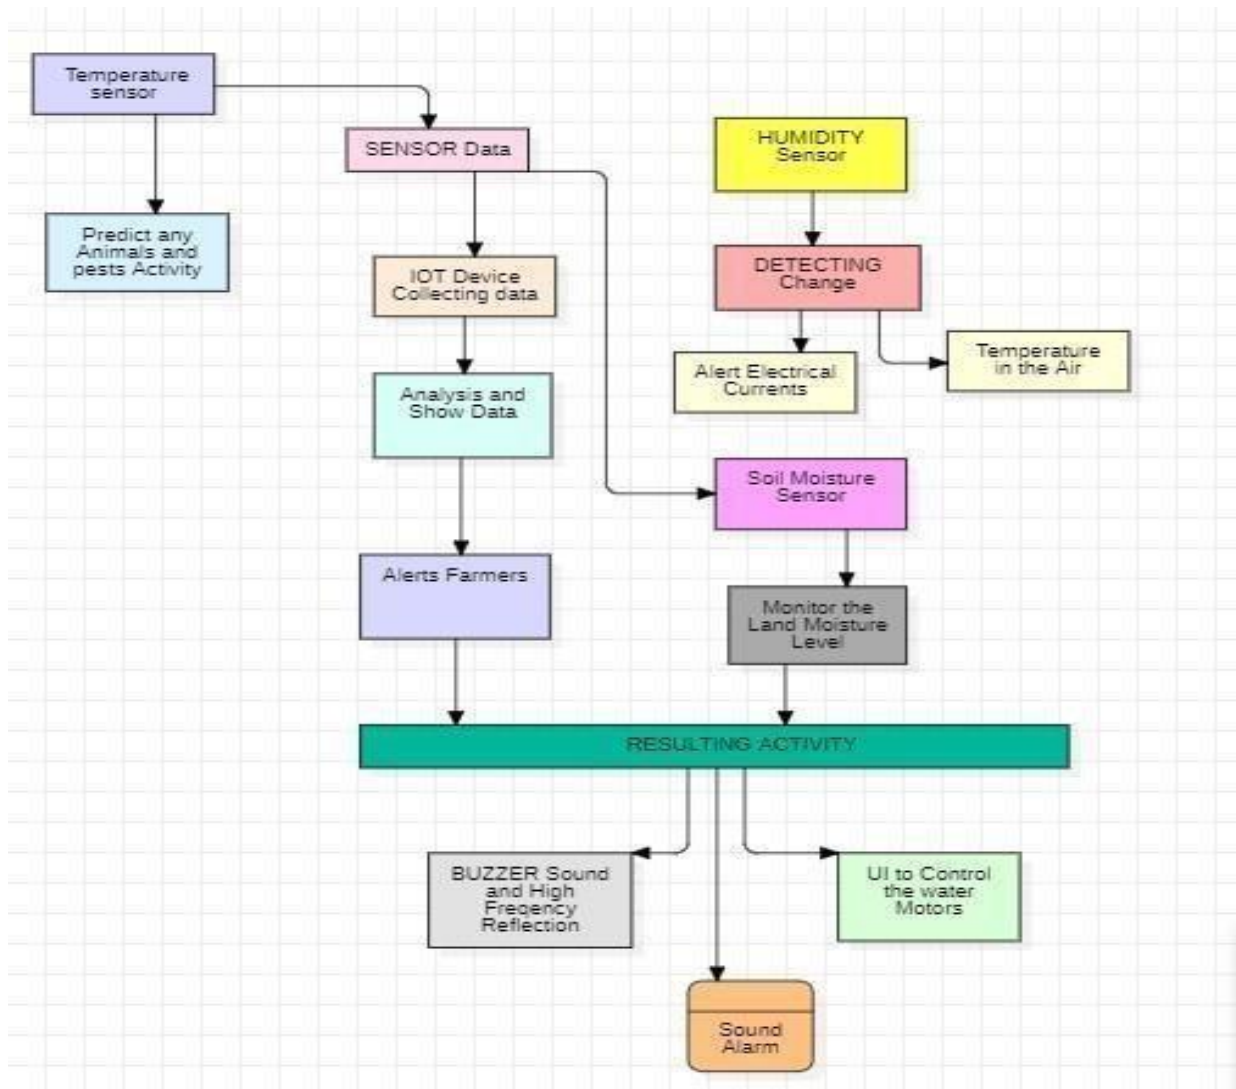 Temperature
sensor
SENSOR Data
HUMIDITY
Sensor
Predict any
Animals and
pests Activity
IOT Device
Collecting data
DETECTING
Change
Alert Electrical
Currents
Temperature
in the Air
Analysis and
Show Data
Soil Moisture
Sensor
Alerts Farmers
Monitor the
Land Moisture
Level
RESULTING ACTIVITY
BUZZER Sound
and High
Freqency
Reflection
UI to Control
the water
Motors
Sound
Alarm